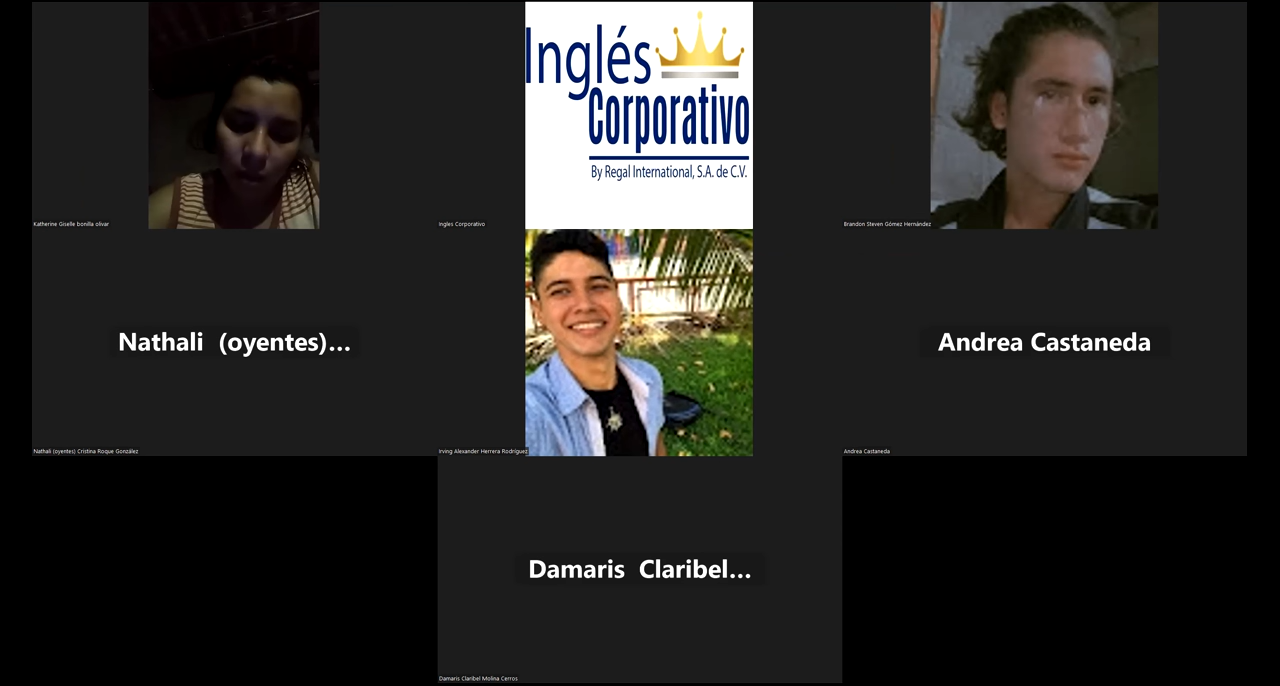 Inglés
Corporativo
By Regal International, S.A. de C.V.
Katherine Giselle bonilla olivar
Ingles Corporativo
Brandon Steven Gómez Hernández
Nathali (oyentes)...
Andrea Castaneda
Nathali (oyentes) Cristina Roque González
Irving Alexander Herrera Rodríguez
Andrea Castaneda
Damaris Claribel...
Damaris Claribel Molina Cerros